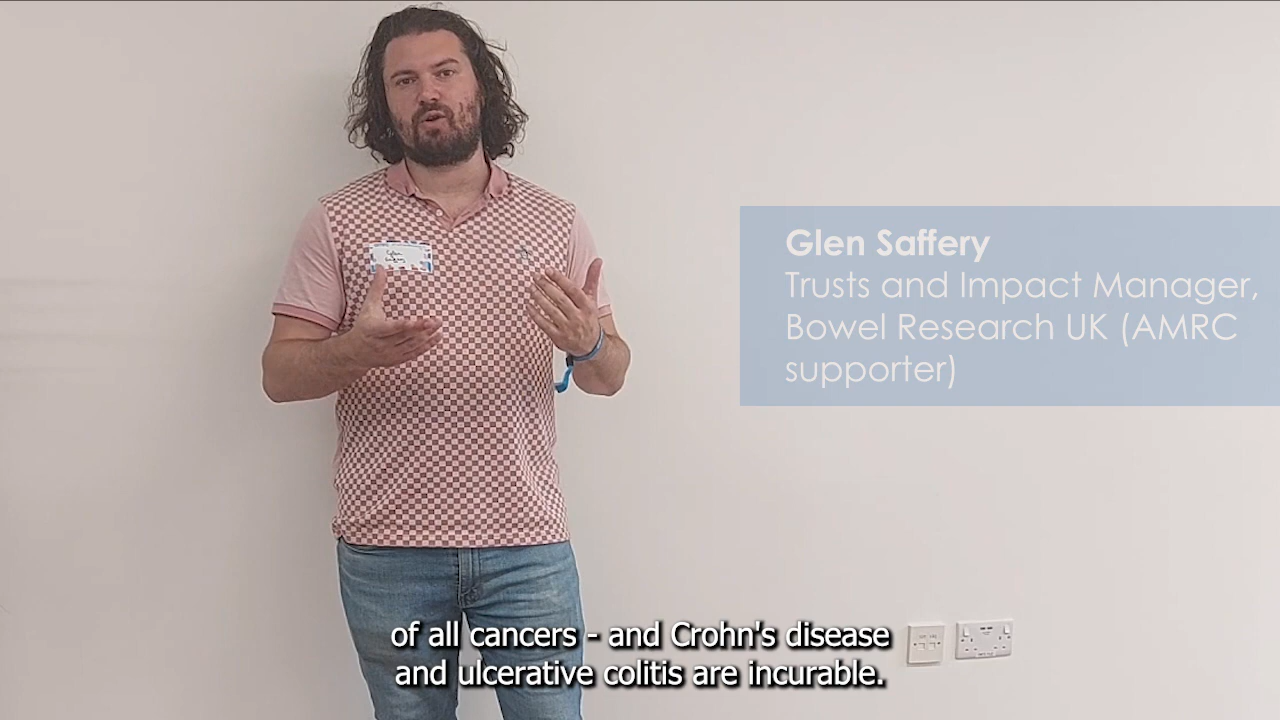 Glen Saffery
Trusts and Impact Manager,
Bowel Research UK (AMRC
supporter)
of all cancers - and Crohn's disease
and ulcerative colitis are incurable.